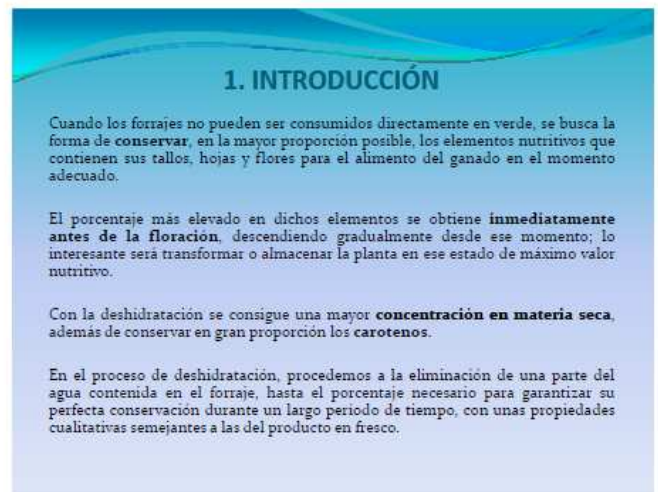 1. INTRODUCCIÓN
Cuando los forrajes no pueden ser consumidos directamente en verde, se busca la
forma de conservar, en la mayor proporción posible, los elementos nutritivos que
contienen sus tallos, hojas y flores para el alimento del ganado en el momento
adecuado.
El porcentaje más elevado en dichos elementos se obtiene inmediatamente
antes de la floración, descendiendo gradualmente desde ese momento; lo
interesante será transformar o almacenar la planta en ese estado de máximo valor
nutritivo.
Con la deshidratación se consigue una mayor concentración en materia seca,
además de conservar en gran proporción los carotenos.
En el proceso de deshidratación, procedemos a la eliminación de una parte del
agua contenida en el forraje, hasta el porcentaje necesario para garantizar su
perfecta conservación durante un largo periodo de tiempo, con unas propiedades
cualitativas semejantes a las del producto en fresco.